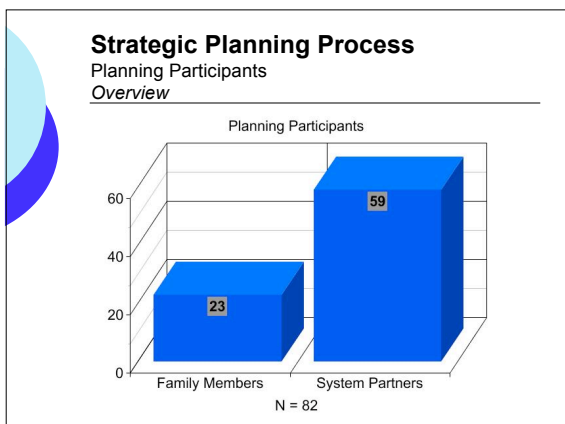 Strategic Planning Process
Planning Participants
Overview
Planning Participants
60
40
20
0
23
59
Family Members System Partners
N = 82